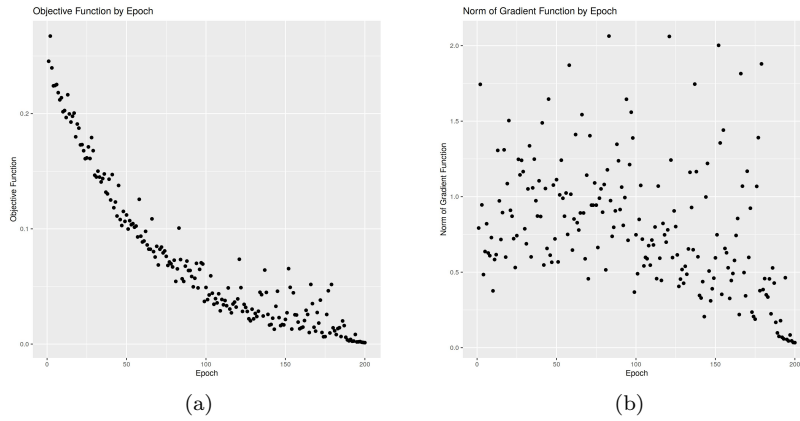 Objective Function by Epoch
Objective Function
0.2
0.1
0.0
0
50
100
150
200
Epoch
(a)
Norm of Gradient Function by Epoch
Norm of Gradient Function
2.0
1.5
1.0
0.5
0.0
0
50
100
150
200
Epoch
(b)